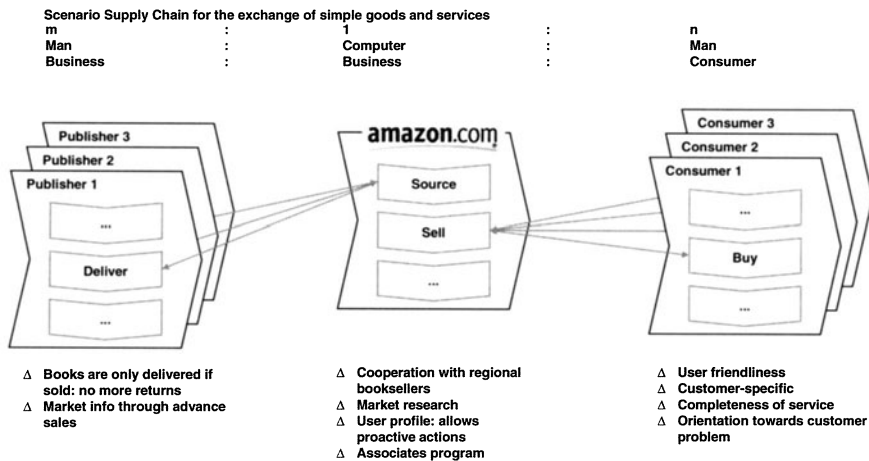 Scenario Supply Chain for the exchange of simple goods and services
m : 1 : n
Man : Computer : Man
Business : Business : Consumer
Publisher 3
Publisher 2
Publisher 1
...
Deliver
...
amazon.com
Source
Sell
...
Consumer 3
Consumer 2
Consumer 1
...
Buy
...
Δ Books are only delivered if
sold: no more returns
Δ Market info through advance
sales
Δ Cooperation with regional
booksellers
Δ Market research
Δ User profile: allows
proactive actions
Δ Associates program
Δ User friendliness
Δ Customer-specific
Δ Completeness of service
Δ Orientation towards customer
problem